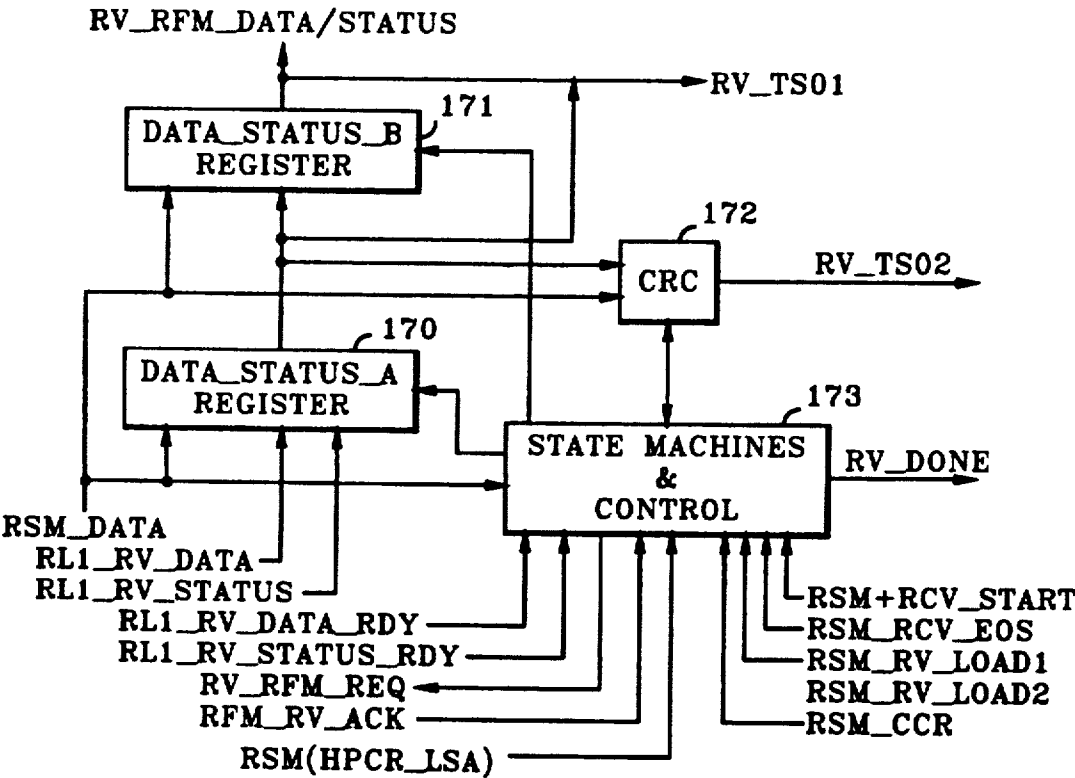 RV_RFM_DATA/STATUS
RV_TS01
171
DATA_STATUS_B
REGISTER
172
CRC
RV_TS02
170
DATA_STATUS_A
REGISTER
173
STATE MACHINES
&
CONTROL
RV_DONE
RSM_DATA
RL1_RV_DATA
RL1_RV_STATUS
RL1_RV_DATA_RDY
RL1_RV_STATUS_RDY
RV_RFM_REQ
RFM_RV_ACK
RSM(HPCR_LSA)
RSM+RCV_START
RSM_RCV_EOS
RSM_RV_LOAD1
RSM_RV_LOAD2
RSM_CCR